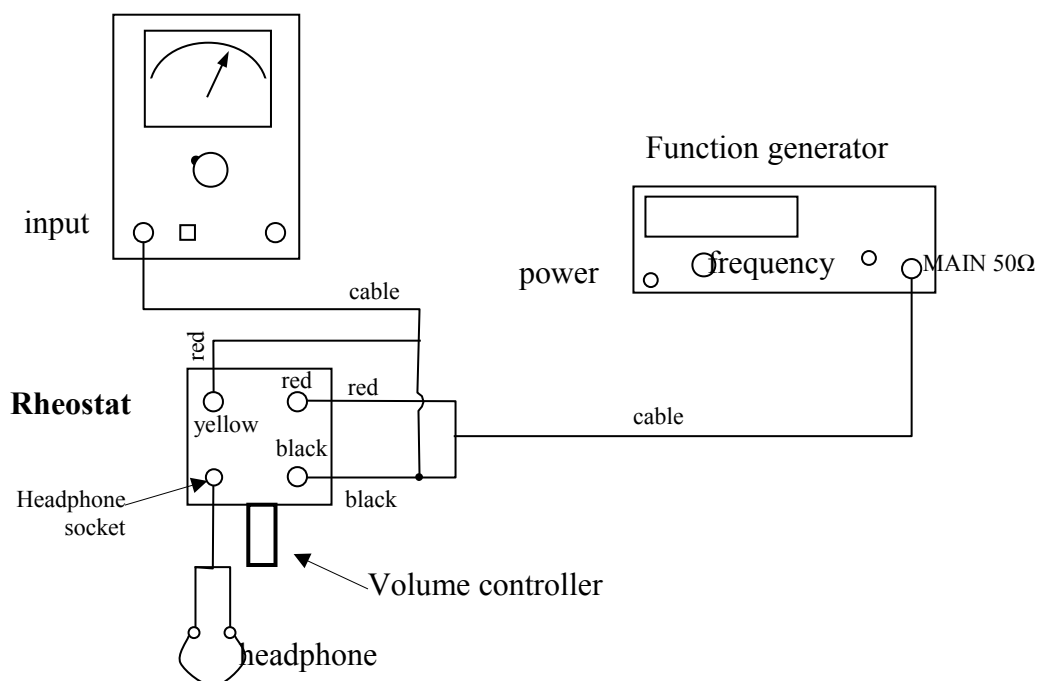 Function generator
input
frequency
MAIN 50Ω
power
cable
red
Rheostat
red
red
yellow
cable
black
Headphone
socket
black
Volume controller
headphone